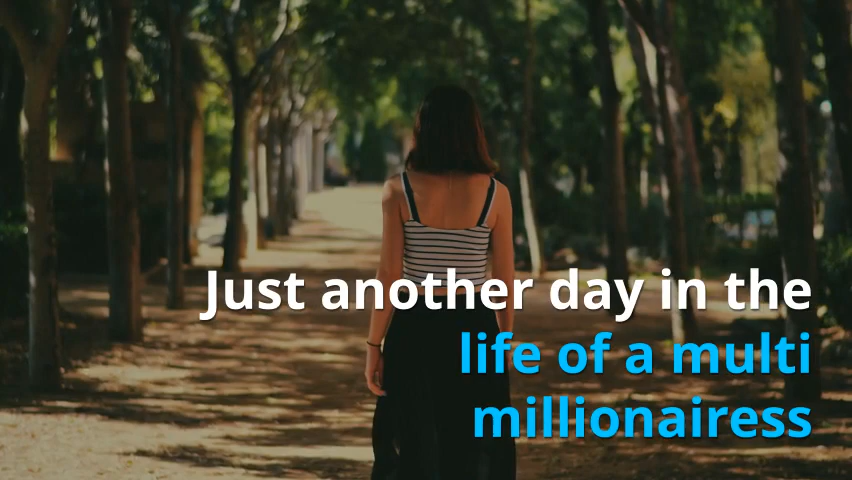 Just another day in the
life of a multi
millionairess